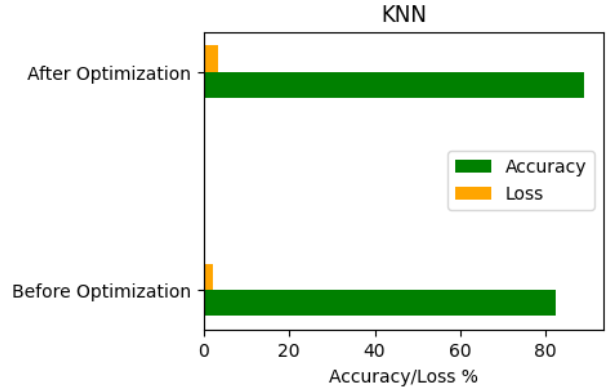 KNN
After Optimization
Accuracy
Loss
Before Optimization
0 20 40 60 80
Accuracy/Loss %